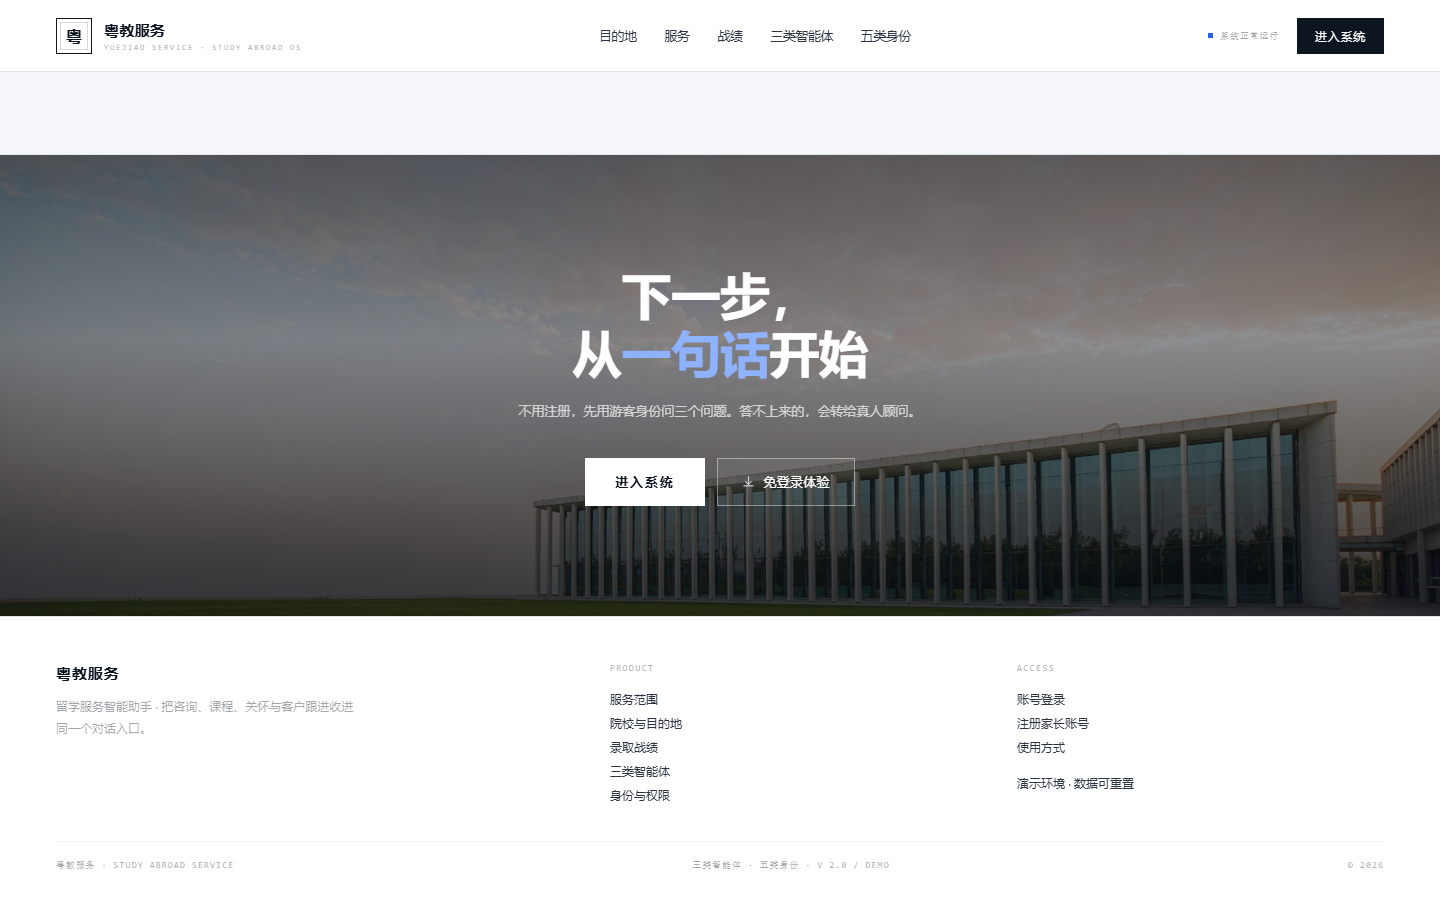 粤
粤教服务
YUEJIAO SERVICE · STUDY ABROAD OS
目的地
服务
战绩
三类智能体
五类身份
系统正常运行
进入系统
下一步，
从一句话开始
不用注册，先用游客身份问三个问题。答不上来的，会转给真人顾问。
进入系统
免登录体验
粤教服务
留学服务智能助手 · 把咨询、课程、关怀与客户跟进收进
同一个对话入口。
PRODUCT
服务范围
院校与目的地
录取战绩
三类智能体
身份与权限
ACCESS
账号登录
注册家长账号
使用方式
演示环境 · 数据可重置
粤教服务 · STUDY ABROAD SERVICE
三类智能体 · 五类身份 · V 2.0 / DEMO
© 2026